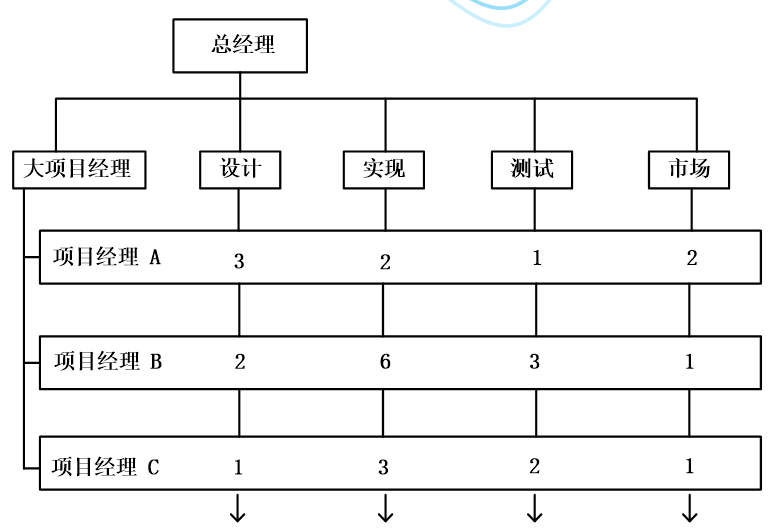 总经理
大项目经理 设计 实现 测试 市场
项目经理 A 3 2 1 2
项目经理 B 2 6 3 1
项目经理 C 1 3 2 1